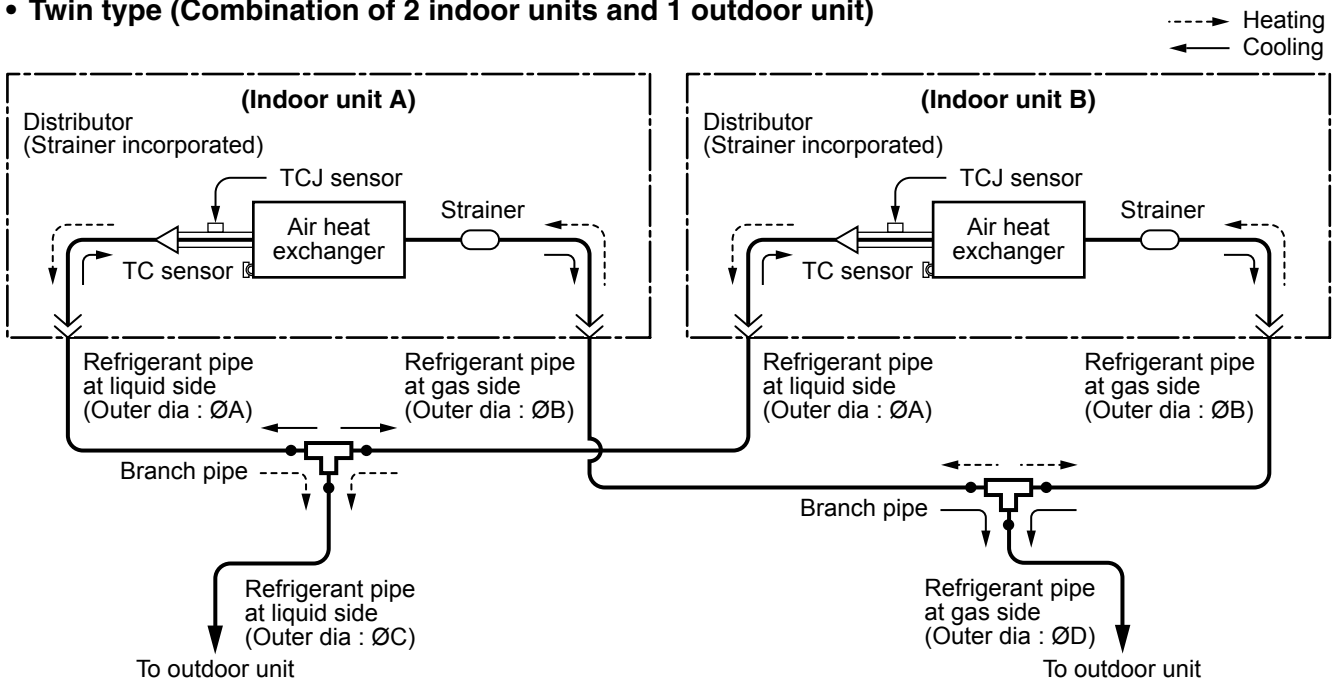 • Twin type (Combination of 2 indoor units and 1 outdoor unit)
Heating
Cooling
(Indoor unit A)
Distributor
(Strainer incorporated)
TCJ sensor
Strainer
Air heat
exchanger
TC sensor
(Indoor unit B)
Distributor
(Strainer incorporated)
TCJ sensor
Strainer
Air heat
exchanger
TC sensor
Refrigerant pipe
at liquid side
(Outer dia : ØA)
Refrigerant pipe
at gas side
(Outer dia : ØB)
Refrigerant pipe
at liquid side
(Outer dia : ØA)
Refrigerant pipe
at gas side
(Outer dia : ØB)
Branch pipe
Branch pipe
Refrigerant pipe
at liquid side
(Outer dia : ØC)
To outdoor unit
Refrigerant pipe
at gas side
(Outer dia : ØD)
To outdoor unit